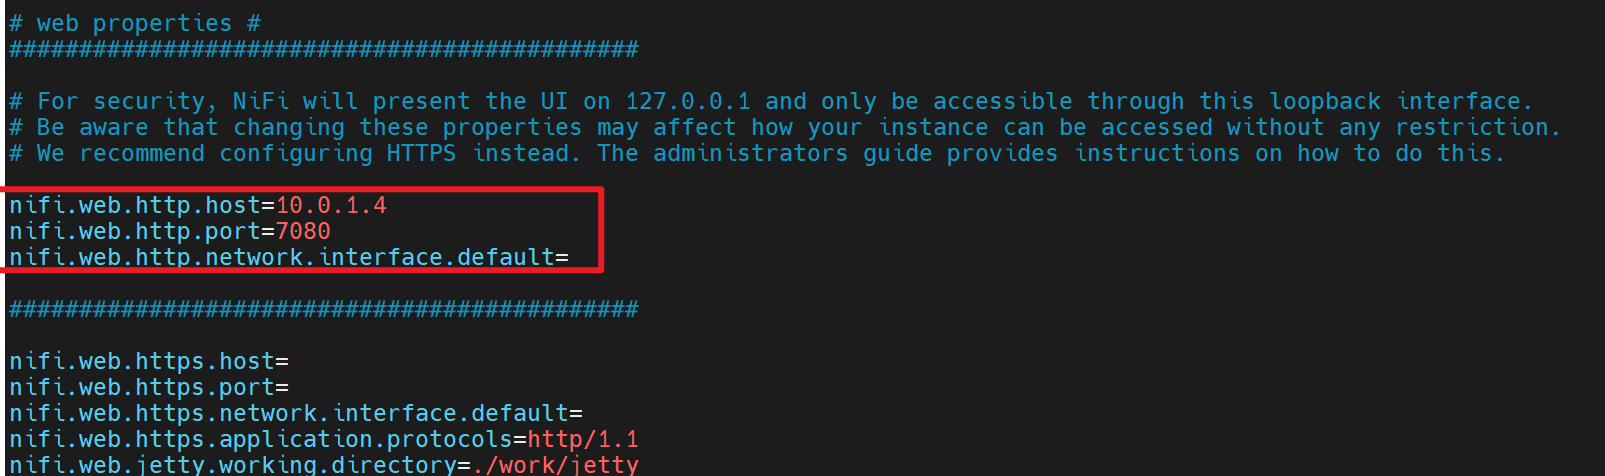 # web properties #
#############################################
# For security, NiFi will present the UI on 127.0.0.1 and only be accessible through this loopback interface.
# Be aware that changing these properties may affect how your instance can be accessed without any restriction.
# We recommend configuring HTTPS instead. The administrators guide provides instructions on how to do this.
nifi.web.http.host=10.0.1.4
nifi.web.http.port=7080
nifi.web.http.network.interface.default=
#############################################
nifi.web.https.host=
nifi.web.https.port=
nifi.web.https.network.interface.default=
nifi.web.https.application.protocols=http/1.1
nifi.web.jetty.working.directory=./work/jetty